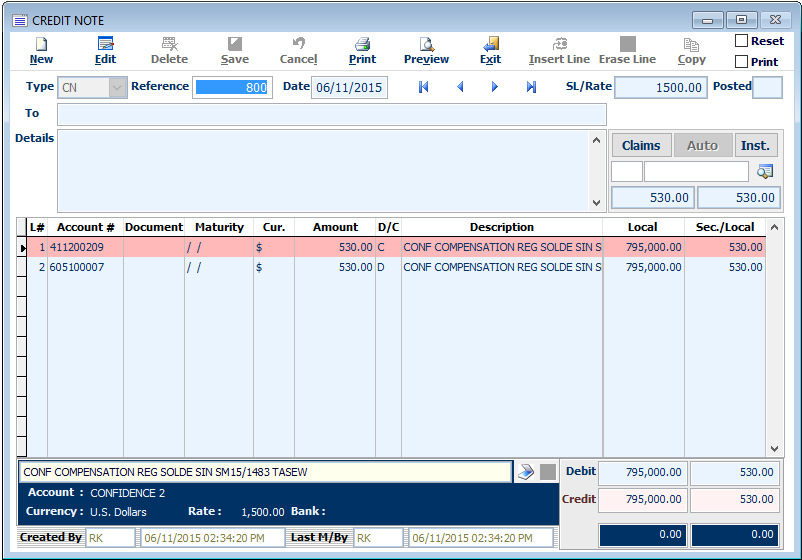 CREDIT NOTE
New Edit Delete Save Cancel Print Preview Exit Insert Line Erase Line Copy Reset Print
Type CN Reference 800 Date 06/11/2015 SL/Rate 1500.00 Posted
To
Details
Claims Auto Inst.
530.00 530.00
L# Account # Document Maturity Cur. Amount D/C Description Local Sec./Local
1 411200209 / / $ 530.00 C CONF COMPENSATION REG SOLDE SIN S 795,000.00 530.00
2 605100007 / / $ 530.00 D CONF COMPENSATION REG SOLDE SIN S 795,000.00 530.00
CONF COMPENSATION REG SOLDE SIN SM15/1483 TASEW
Debit 795,000.00 530.00
Account : CONFIDENCE 2
Credit 795,000.00 530.00
Currency : U.S. Dollars Rate : 1,500.00 Bank :
0.00 0.00
Created By RK 06/11/2015 02:34:20 PM Last M/By RK 06/11/2015 02:34:20 PM